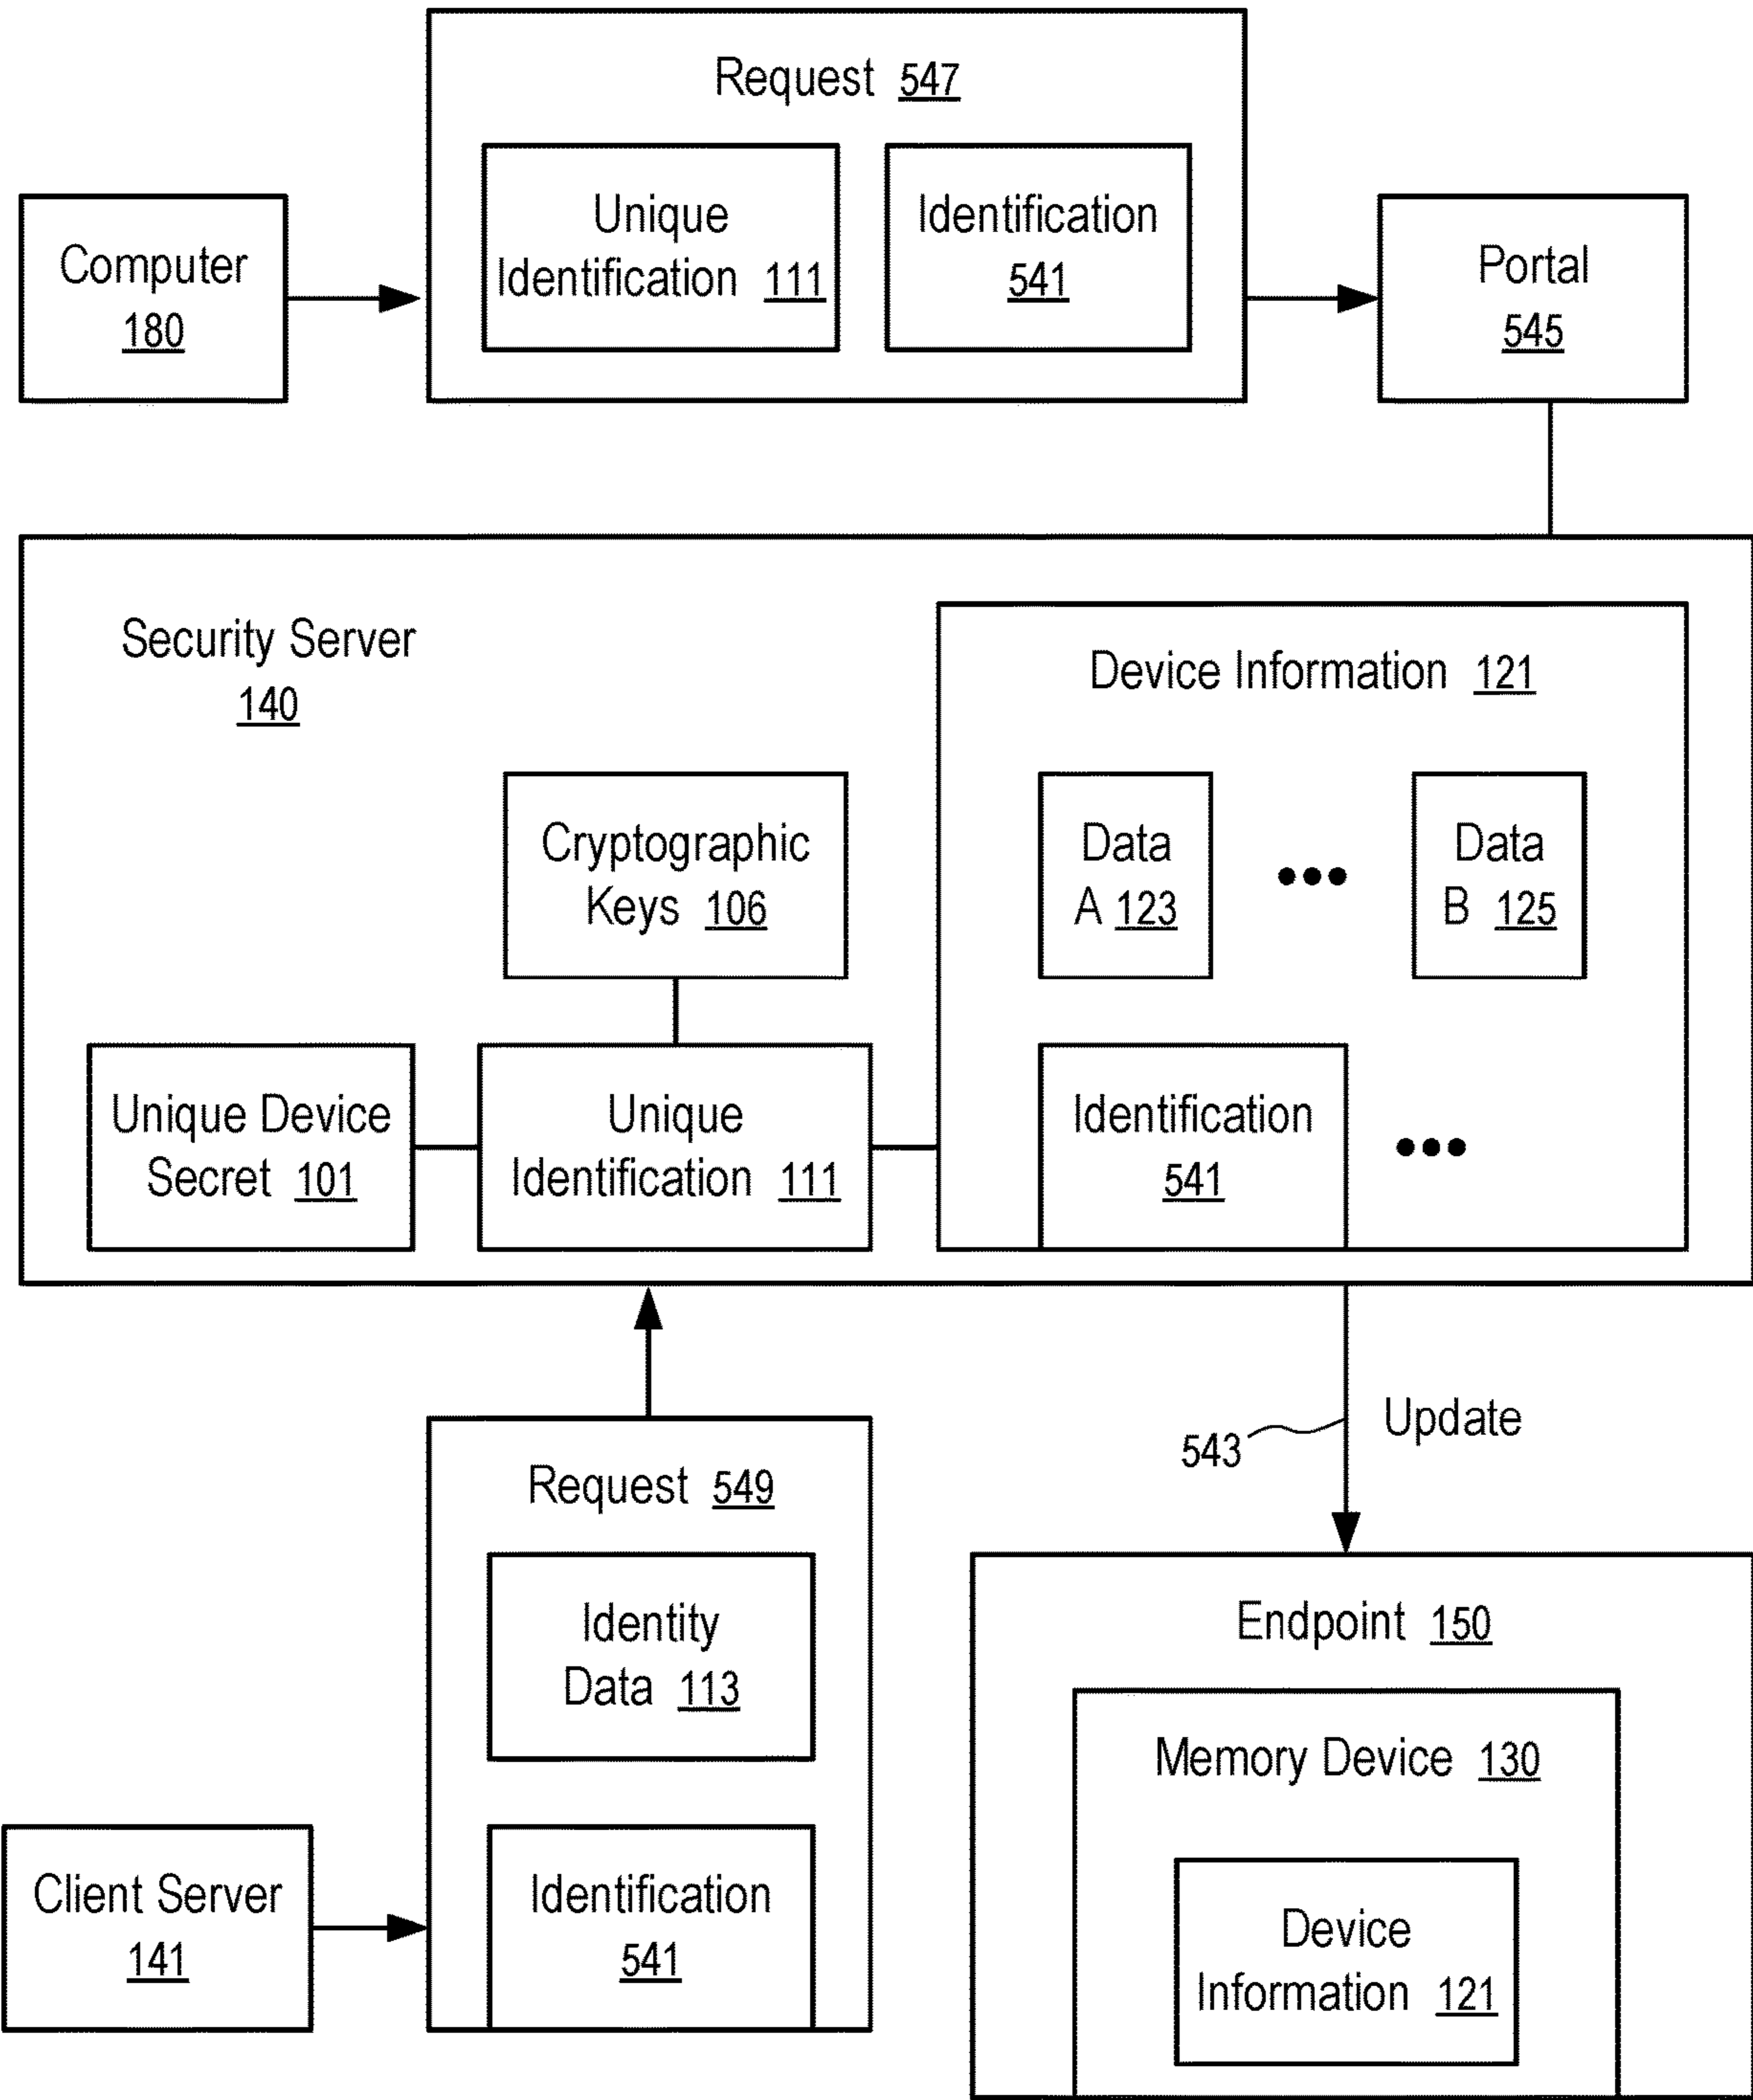 Request 547
Unique
Identification 111
Identification
541
Computer
180
Portal
545
Security Server
140
Device Information 121
Cryptographic
Keys 106
Data
A 123
Data
B 125
Unique Device
Secret 101
Unique
Identification 111
Identification
541
543
Update
Request 549
Identity
Data 113
Identification
541
Client Server
141
Endpoint 150
Memory Device 130
Device
Information 121